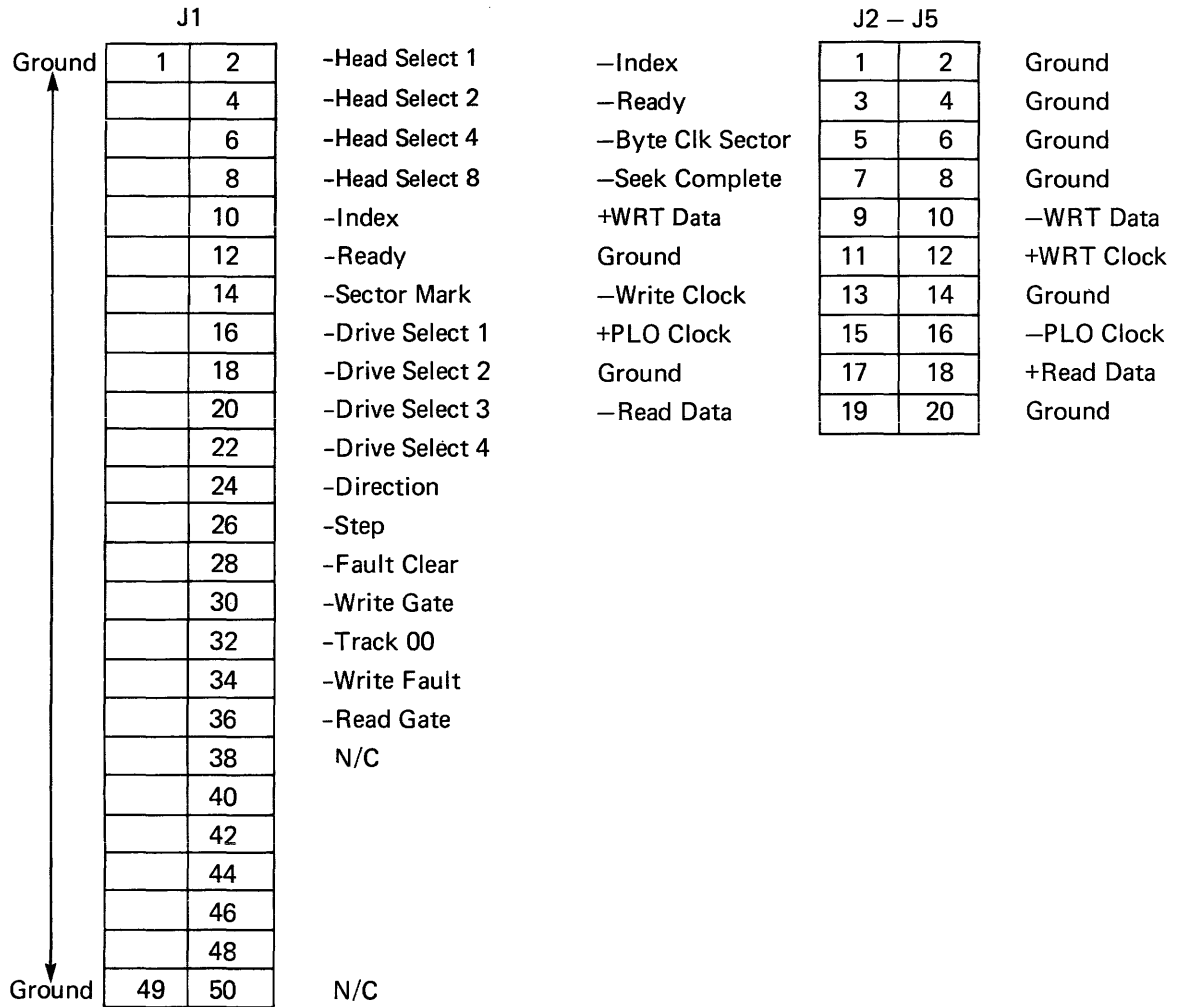 J1
Ground 1 2 -Head Select 1
4 -Head Select 2
6 -Head Select 4
8 -Head Select 8
10 -Index
12 -Ready
14 -Sector Mark
16 -Drive Select 1
18 -Drive Select 2
20 -Drive Select 3
22 -Drive Select 4
24 -Direction
26 -Step
28 -Fault Clear
30 -Write Gate
32 -Track 00
34 -Write Fault
36 -Read Gate
38 N/C
40
42
44
46
48
Ground 49 50 N/C
J2 — J5
—Index 1 2 Ground
—Ready 3 4 Ground
—Byte Clk Sector 5 6 Ground
—Seek Complete 7 8 Ground
+WRT Data 9 10 —WRT Data
Ground 11 12 +WRT Clock
—Write Clock 13 14 Ground
+PLO Clock 15 16 —PLO Clock
Ground 17 18 +Read Data
—Read Data 19 20 Ground